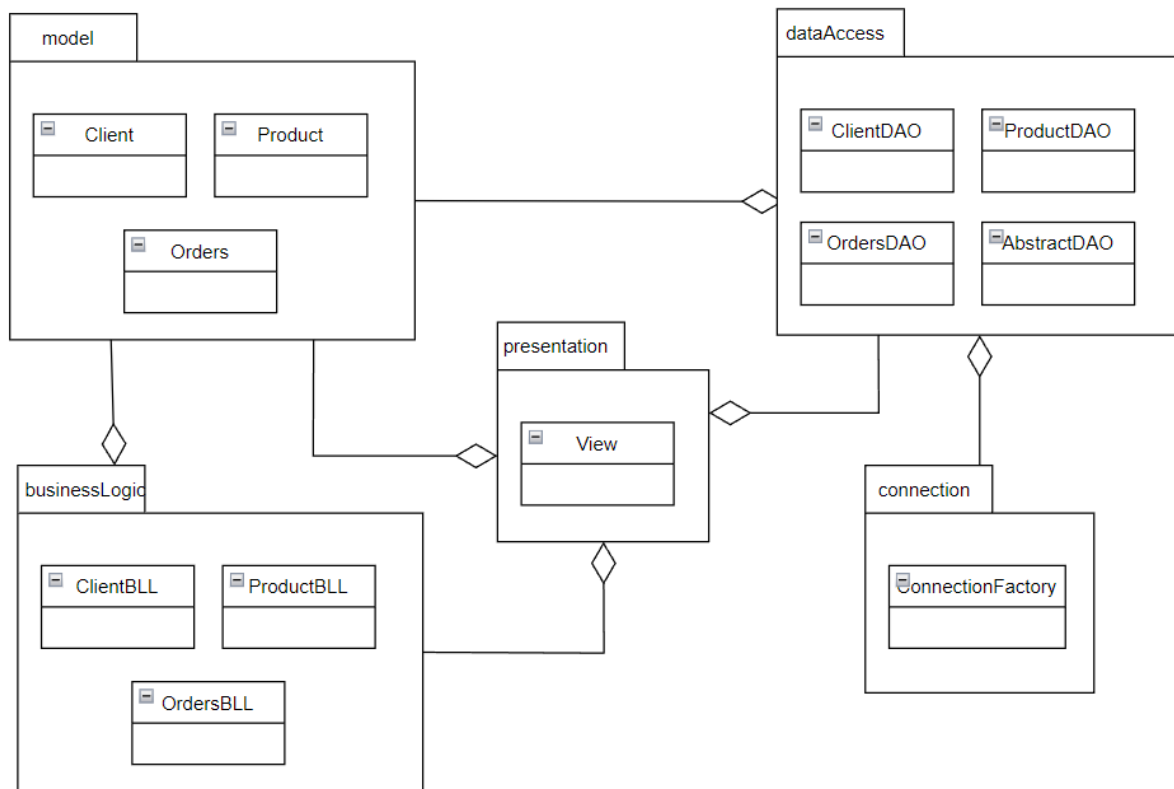 model
Client
Product
Orders
dataAccess
ClientDAO
ProductDAO
OrdersDAO
AbstractDAO
presentation
View
businessLogic
ClientBLL
ProductBLL
OrdersBLL
connection
ConnectionFactory